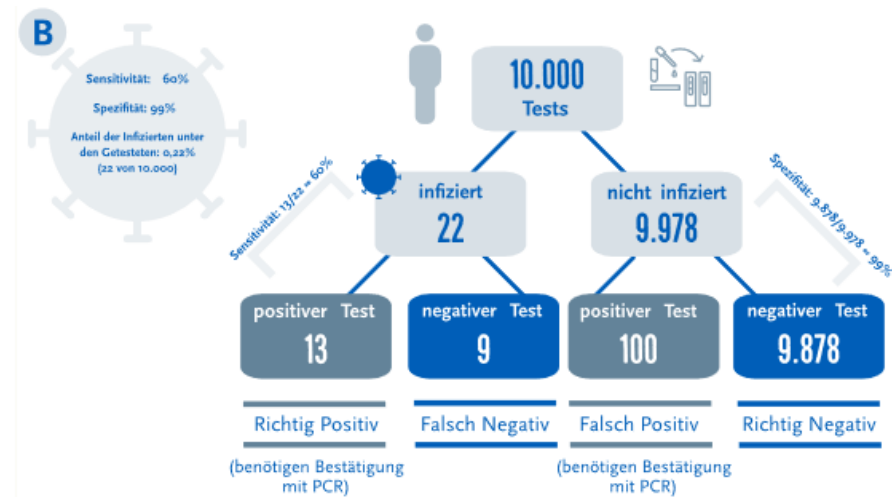 B
Sensitivität: 60%
Spezifität: 99%
Anteil der Infizierten unter
den Getesteten: 0,22%
(22 von 10.000)
10.000
Tests
Sensitivität: 13/22 ≈ 60%
infiziert
22
nicht infiziert
9.978
Spezifität: 9.878/9.978 ≈ 99%
positiver Test
13
negativer Test
9
positiver Test
100
negativer Test
9.878
Richtig Positiv
Falsch Negativ
Falsch Positiv
Richtig Negativ
(benötigen Bestätigung
mit PCR)
(benötigen Bestätigung
mit PCR)